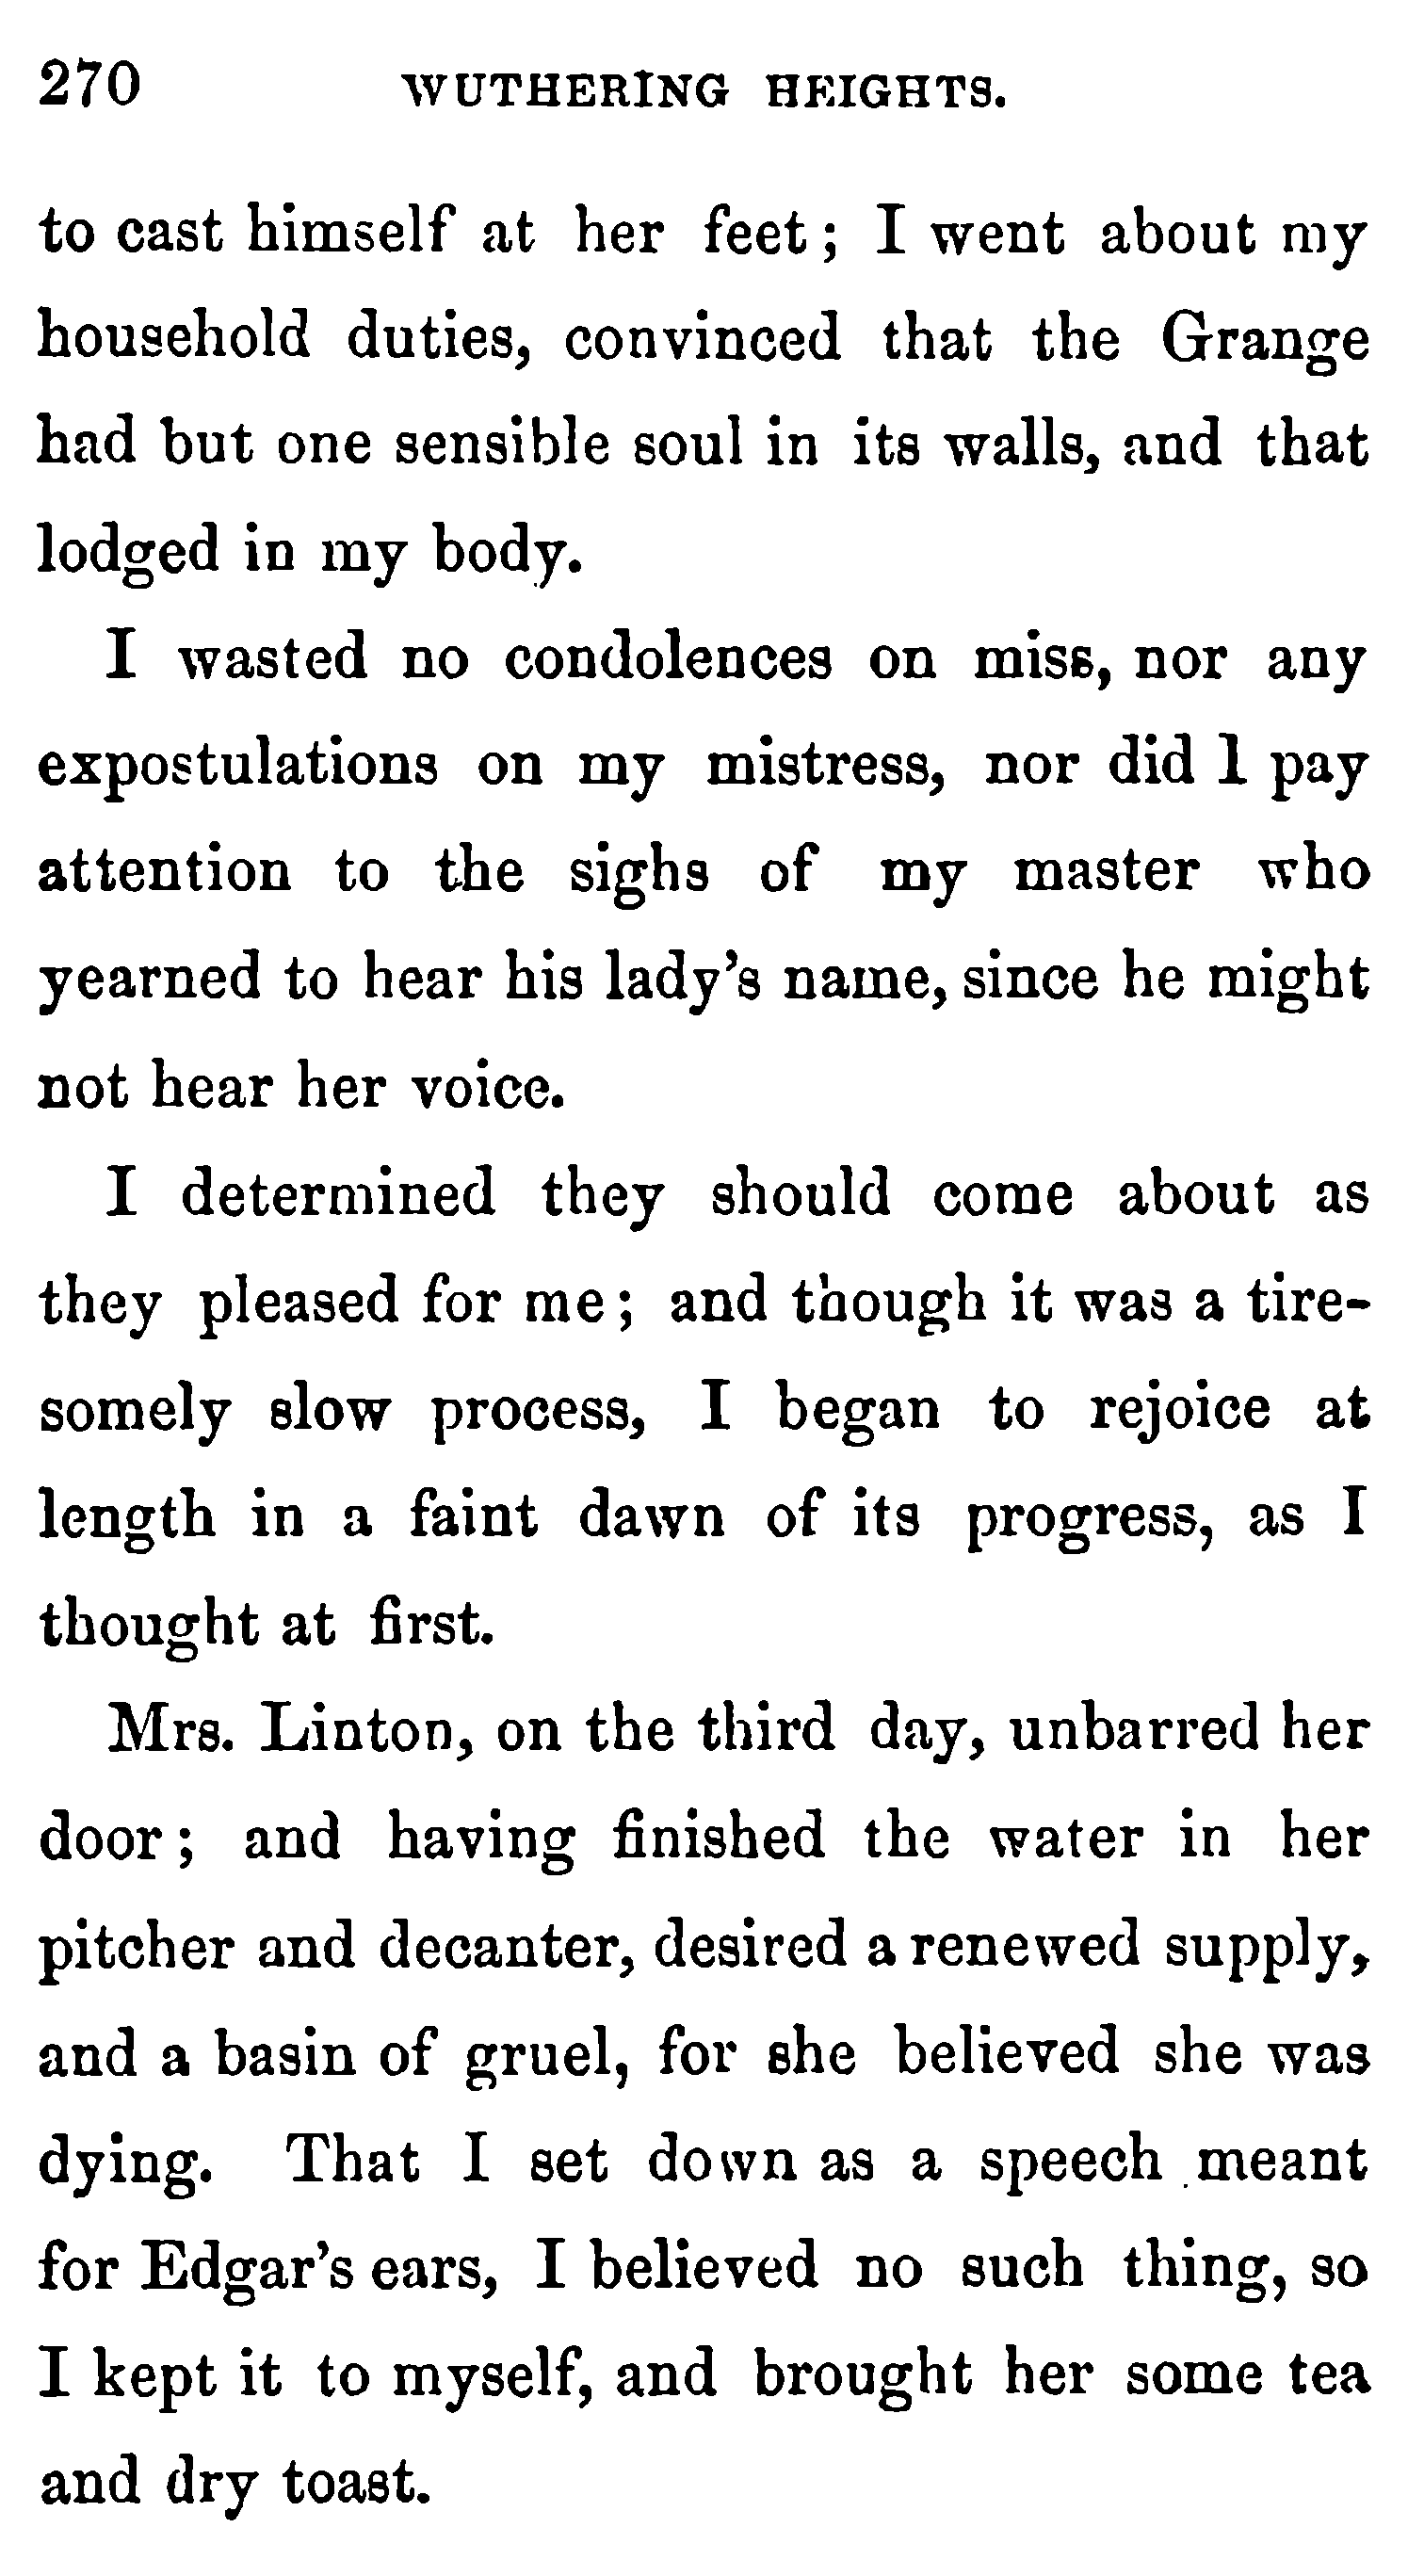 270 WUTHERING HEIGHTS.
to cast himself at her feet; I went about my
household duties, convinced that the Grange
had but one sensible soul in its walls, and that
lodged in my body.
I wasted no condolences on miss, nor any
expostulations on my mistress, nor did I pay
attention to the sighs of my master who
yearned to hear his lady's name, since he might
not hear her voice.
I determined they should come about as
they pleased for me; and though it was a tire-
somely slow process, I began to rejoice at
length in a faint dawn of its progress, as I
thought at first.
Mrs. Linton, on the third day, unbarred her
door; and having finished the water in her
pitcher and decanter, desired a renewed supply,
and a basin of gruel, for she believed she was
dying. That I set down as a speech meant
for Edgar's ears, I believed no such thing, so
I kept it to myself, and brought her some tea
and dry toast.